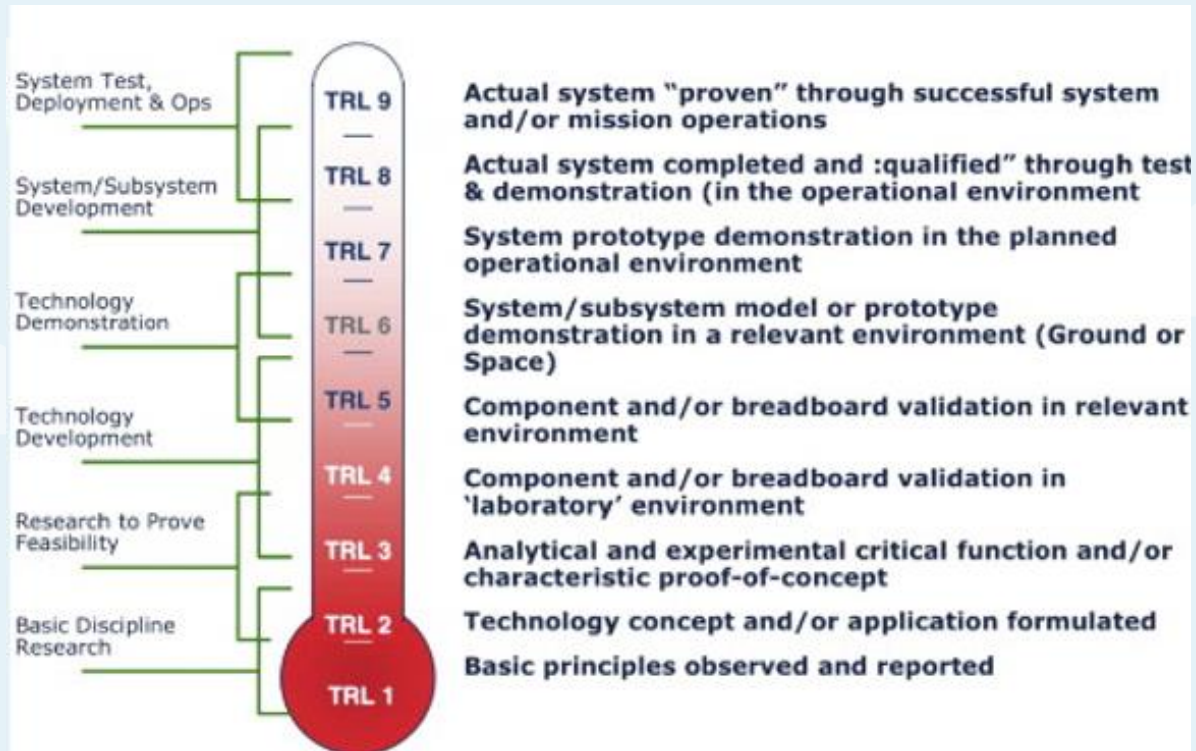 System Test,
Deployment & Ops
System/Subsystem
Development
Technology
Demonstration
Technology
Development
Research to Prove
Feasibility
Basic Discipline
Research
TRL 9
TRL 8
TRL 7
TRL 6
TRL 5
TRL 4
TRL 3
TRL 2
TRL 1
Actual system “proven” through successful system
and/or mission operations
Actual system completed and :qualified” through test
& demonstration (in the operational environment
System prototype demonstration in the planned
operational environment
System/subsystem model or prototype
demonstration in a relevant environment (Ground or
Space)
Component and/or breadboard validation in relevant
environment
Component and/or breadboard validation in
‘laboratory’ environment
Analytical and experimental critical function and/or
characteristic proof-of-concept
Technology concept and/or application formulated
Basic principles observed and reported